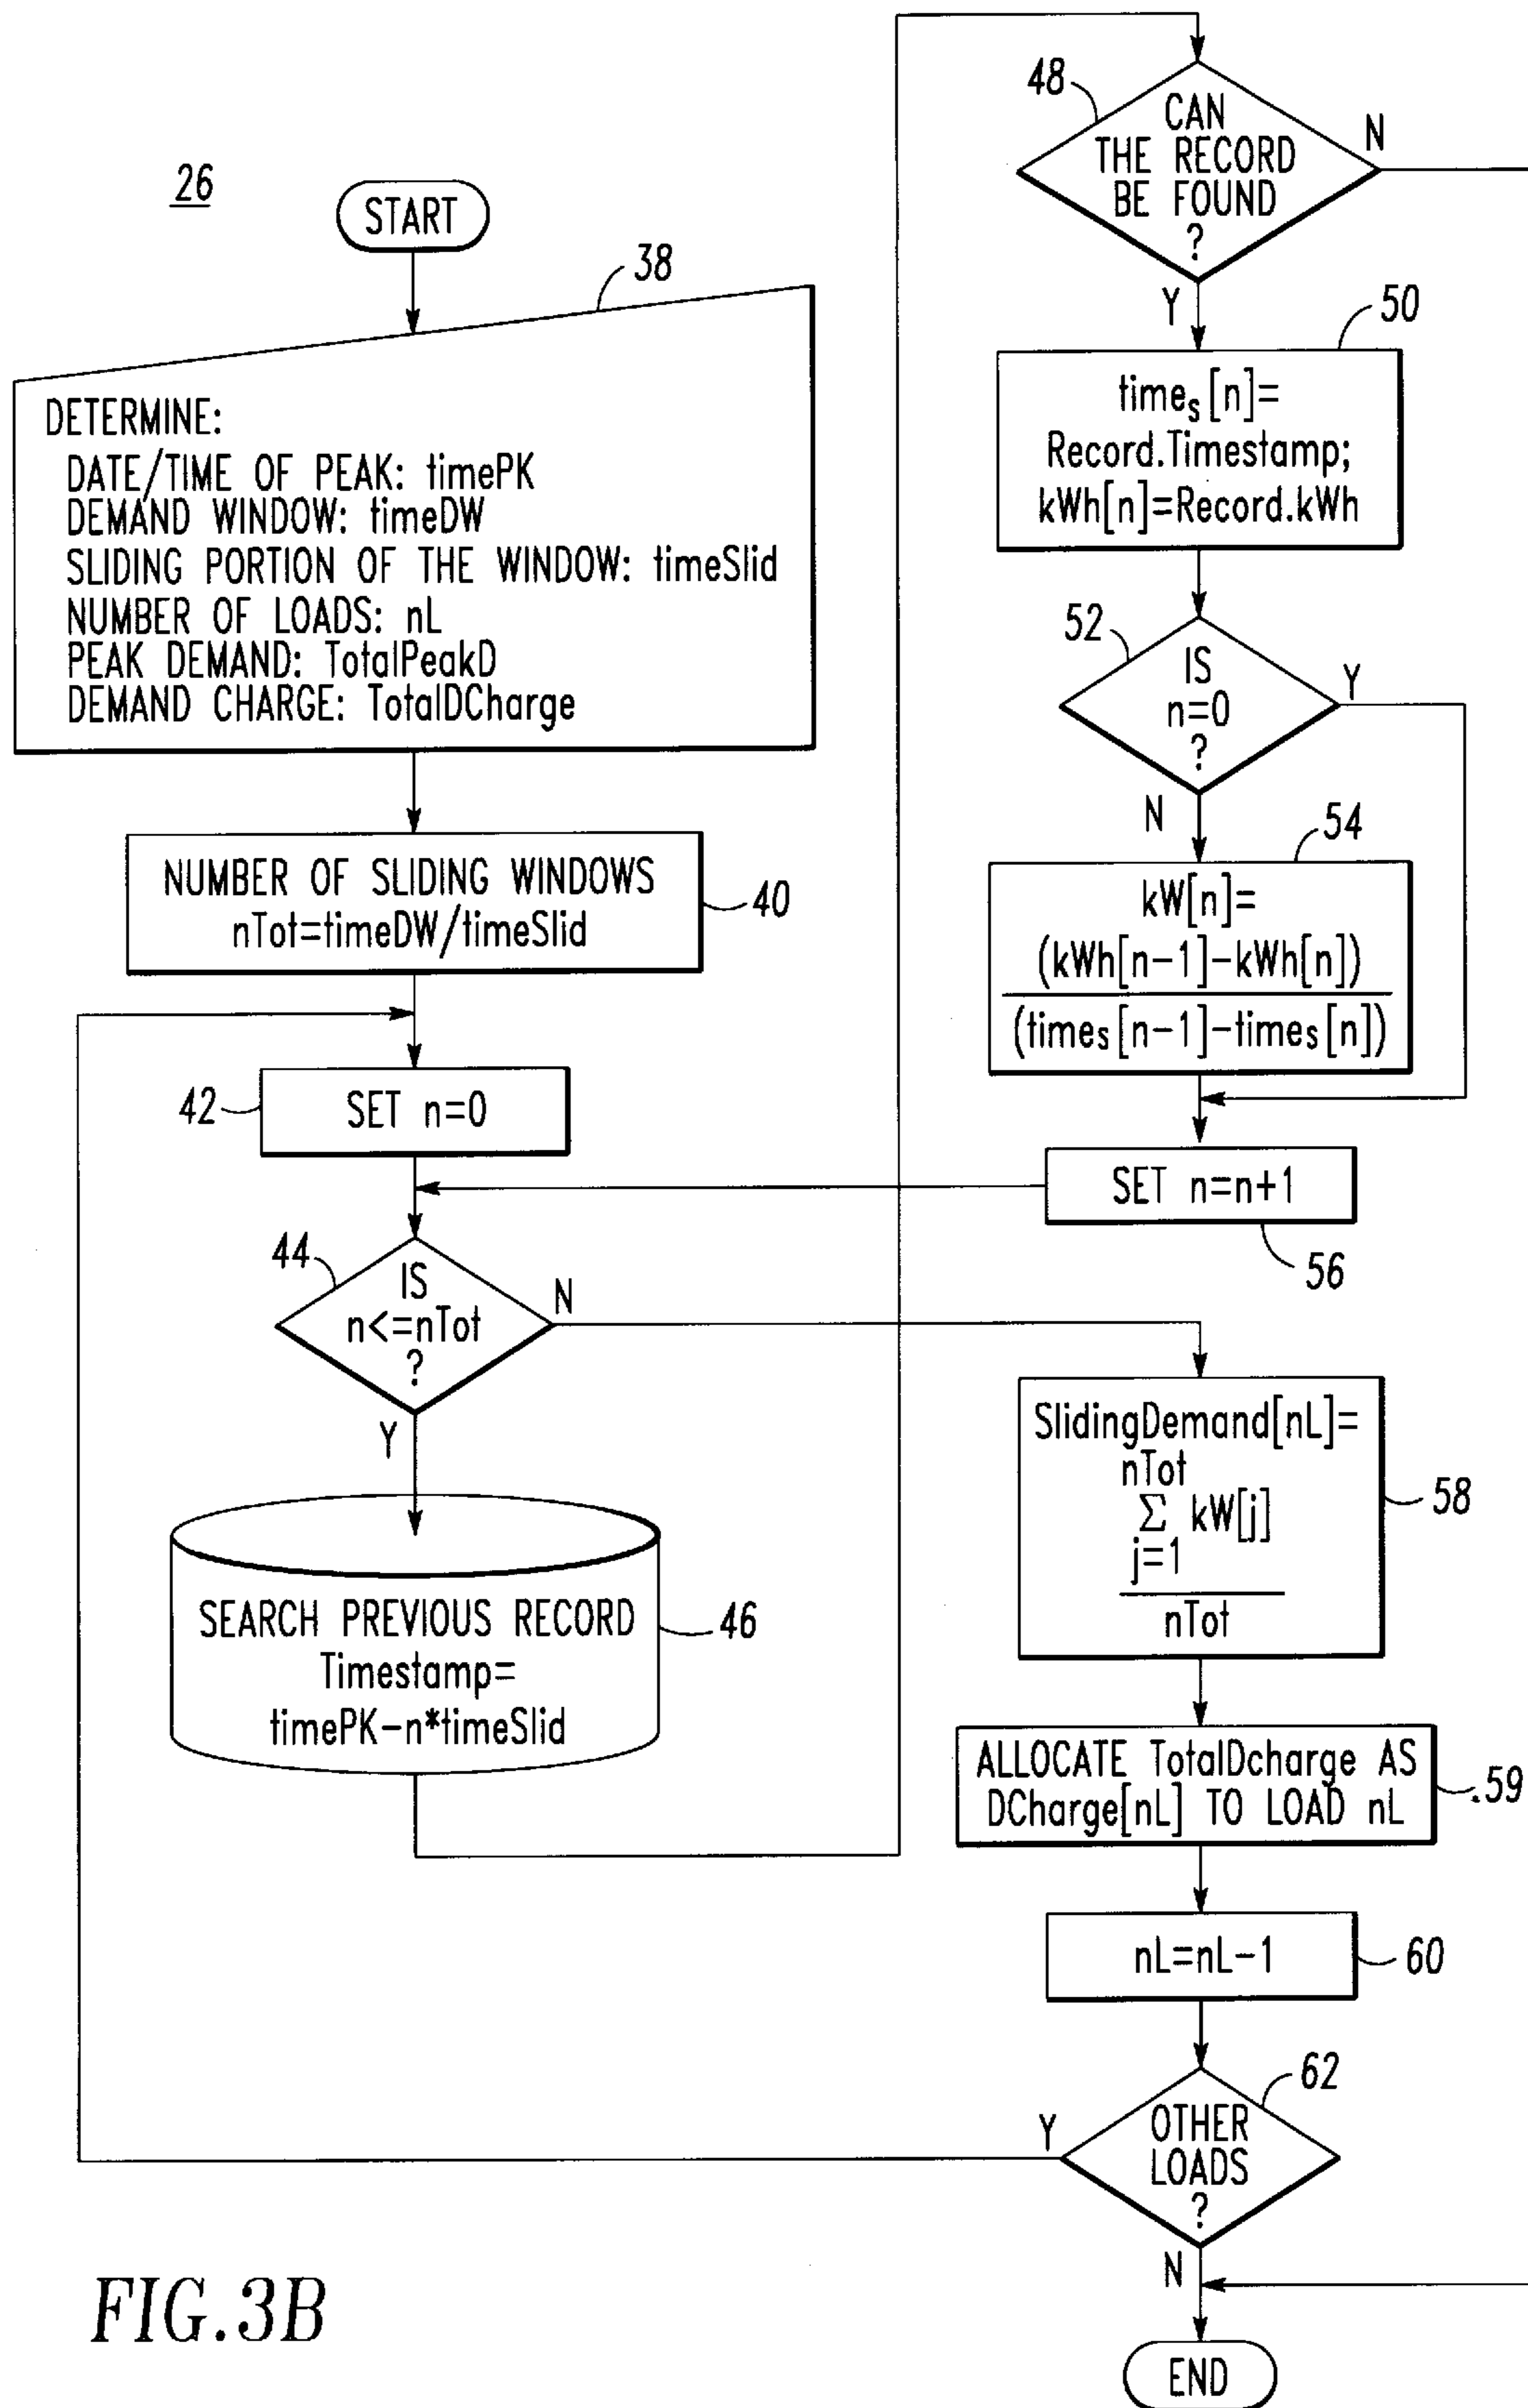 26
START
38
DETERMINE:
DATE/TIME OF PEAK: timePK
DEMAND WINDOW: timeDW
SLIDING PORTION OF THE WINDOW: timeSlid
NUMBER OF LOADS: nL
PEAK DEMAND: TotalPeakD
DEMAND CHARGE: TotalDCharge
NUMBER OF SLIDING WINDOWS
nTot=timeDW/timeSlid
40
42
SET n=0
44
IS
n<=nTot
?
N
Y
SEARCH PREVIOUS RECORD
Timestamp=
timePK-n*timeSlid
46
48
CAN
THE RECORD
BE FOUND
?
N
Y
50
times[n]=
Record.Timestamp;
kWh[n]=Record.kWh
52
IS
n=0
?
Y
N
54
kW[n]=
(kWh[n-1]-kWh[n])
(times[n-1]-times[n])
SET n=n+1
56
SlidingDemand[nL]=
nTot
Σ kW[j]
j=1
nTot
58
ALLOCATE TotalDcharge AS
DCharge[nL] TO LOAD nL
59
nL=nL-1
60
62
OTHER
LOADS
?
Y
N
END
FIG.3B